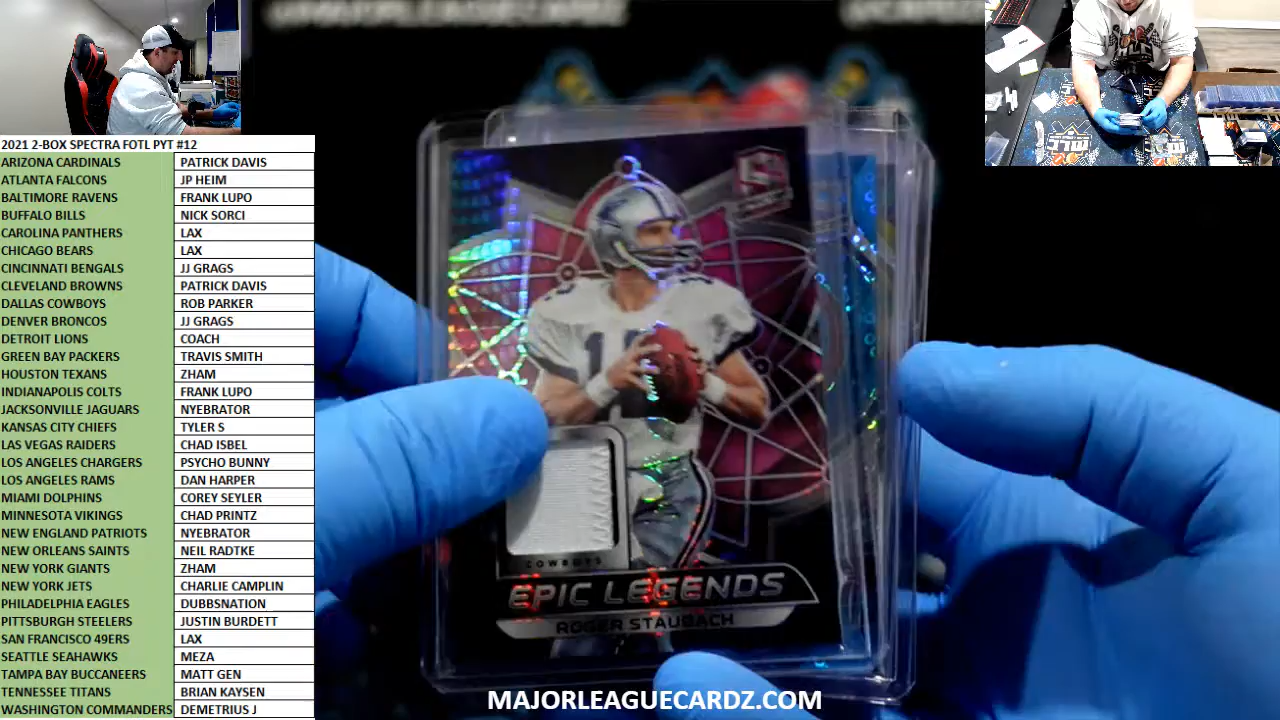 2021 2-BOX SPECTRA FOTL PYT #12
ARIZONA CARDINALS PATRICK DAVIS
ATLANTA FALCONS JP HEIM
BALTIMORE RAVENS FRANK LUPO
BUFFALO BILLS NICK SORCI
CAROLINA PANTHERS LAX
CHICAGO BEARS LAX
CINCINNATI BENGALS JJ GRAGS
CLEVELAND BROWNS PATRICK DAVIS
DALLAS COWBOYS ROB PARKER
DENVER BRONCOS JJ GRAGS
DETROIT LIONS COACH
GREEN BAY PACKERS TRAVIS SMITH
HOUSTON TEXANS ZHAM
INDIANAPOLIS COLTS FRANK LUPO
JACKSONVILLE JAGUARS NYEBRATOR
KANSAS CITY CHIEFS TYLER S
LAS VEGAS RAIDERS CHAD ISBEL
LOS ANGELES CHARGERS PSYCHO BUNNY
LOS ANGELES RAMS DAN HARPER
MIAMI DOLPHINS COREY SEYLER
MINNESOTA VIKINGS CHAD PRINTZ
NEW ENGLAND PATRIOTS NYEBRATOR
NEW ORLEANS SAINTS NEIL RADTKE
NEW YORK GIANTS ZHAM
NEW YORK JETS CHARLIE CAMPLIN
PHILADELPHIA EAGLES DUBBSNATION
PITTSBURGH STEELERS JUSTIN BURDETT
SAN FRANCISCO 49ERS LAX
SEATTLE SEAHAWKS MEZA
TAMPA BAY BUCCANEERS MATT GEN
TENNESSEE TITANS BRIAN KAYSEN
WASHINGTON COMMANDERS DEMETRIUS J
COWBOYS
EPIC LEGENDS
ROGER STAUBACH
MAJORLEAGUECARDZ.COM
MLC